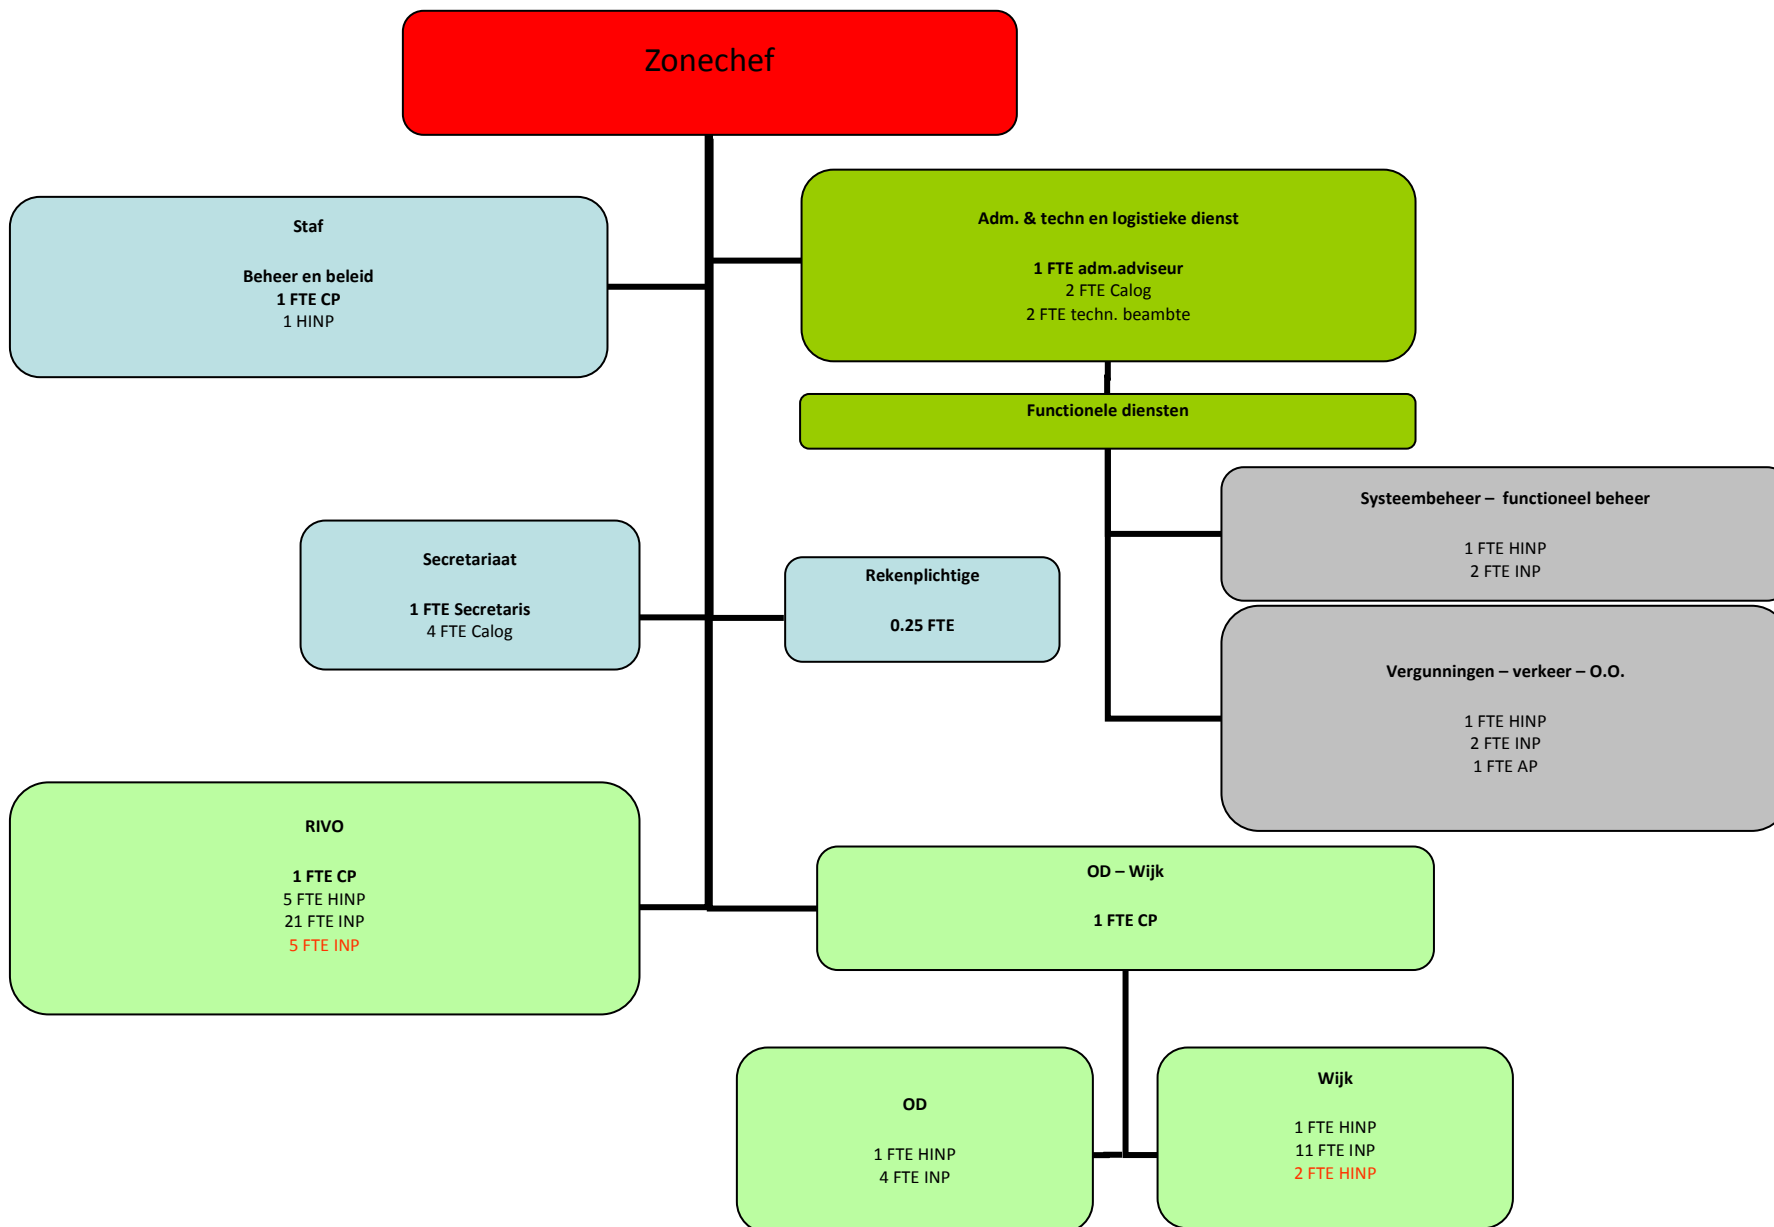 Zonechef
Staf
Beheer en beleid
1 FTE CP
1 HINP
Adm. & techn en logistieke dienst
1 FTE adm.adviseur
2 FTE Calog
2 FTE techn. beambte
Functionele diensten
Systeembeheer – functioneel beheer
1 FTE HINP
2 FTE INP
Secretariaat
1 FTE Secretaris
4 FTE Calog
Rekenplichtige
0.25 FTE
Vergunningen – verkeer – O.O.
1 FTE HINP
2 FTE INP
1 FTE AP
RIVO
1 FTE CP
5 FTE HINP
21 FTE INP
5 FTE INP
OD – Wijk
1 FTE CP
OD
1 FTE HINP
4 FTE INP
Wijk
1 FTE HINP
11 FTE INP
2 FTE HINP